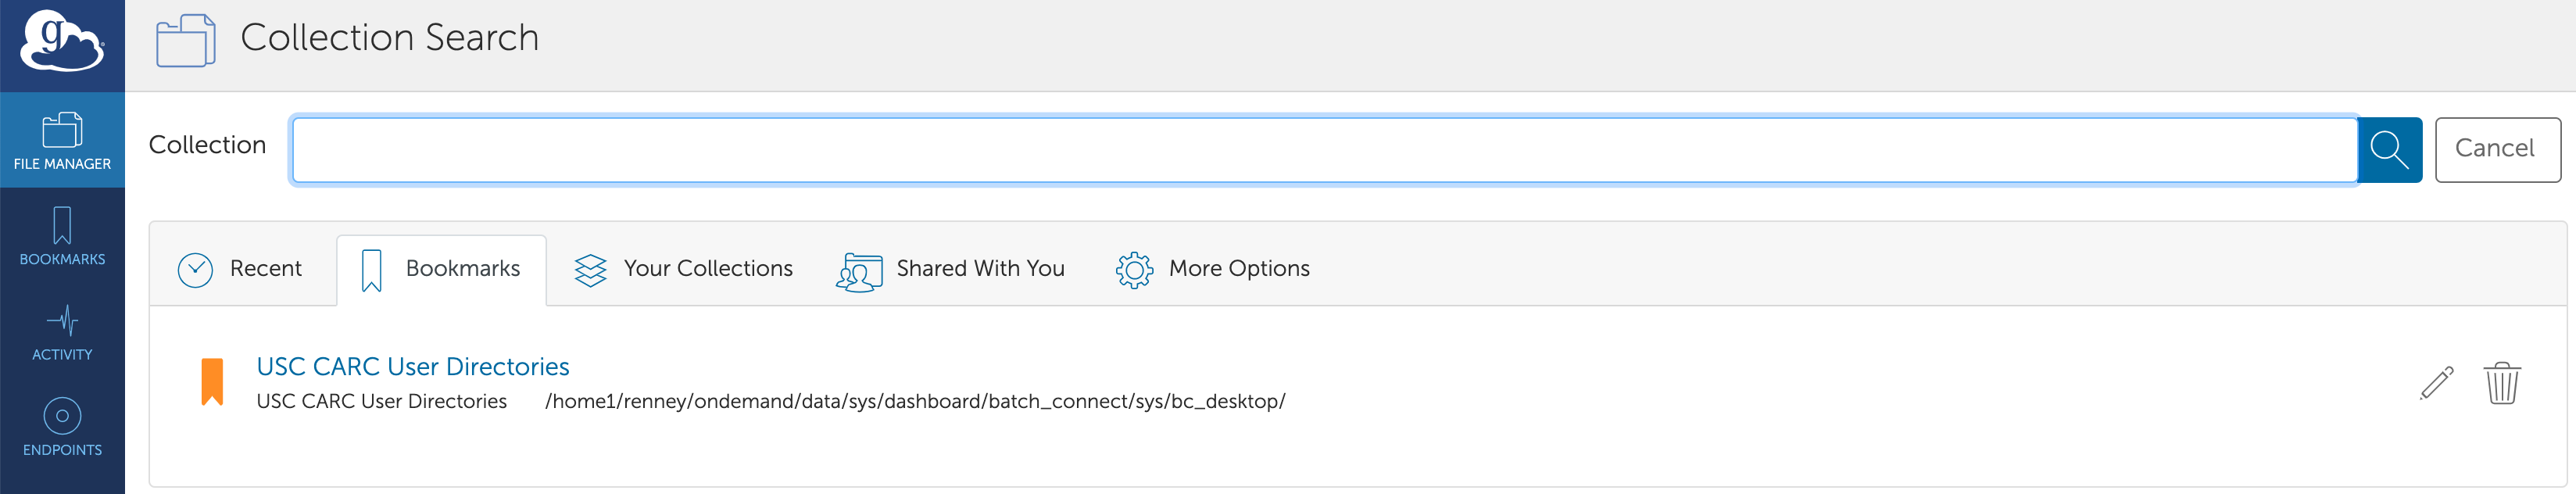 g
Collection Search
FILE MANAGER
BOOKMARKS
ACTIVITY
ENDPOINTS
Collection
Cancel
Recent
Bookmarks
Your Collections
Shared With You
More Options
USC CARC User Directories
USC CARC User Directories /home1/renney/ondemand/data/sys/dashboard/batch_connect/sys/bc_desktop/